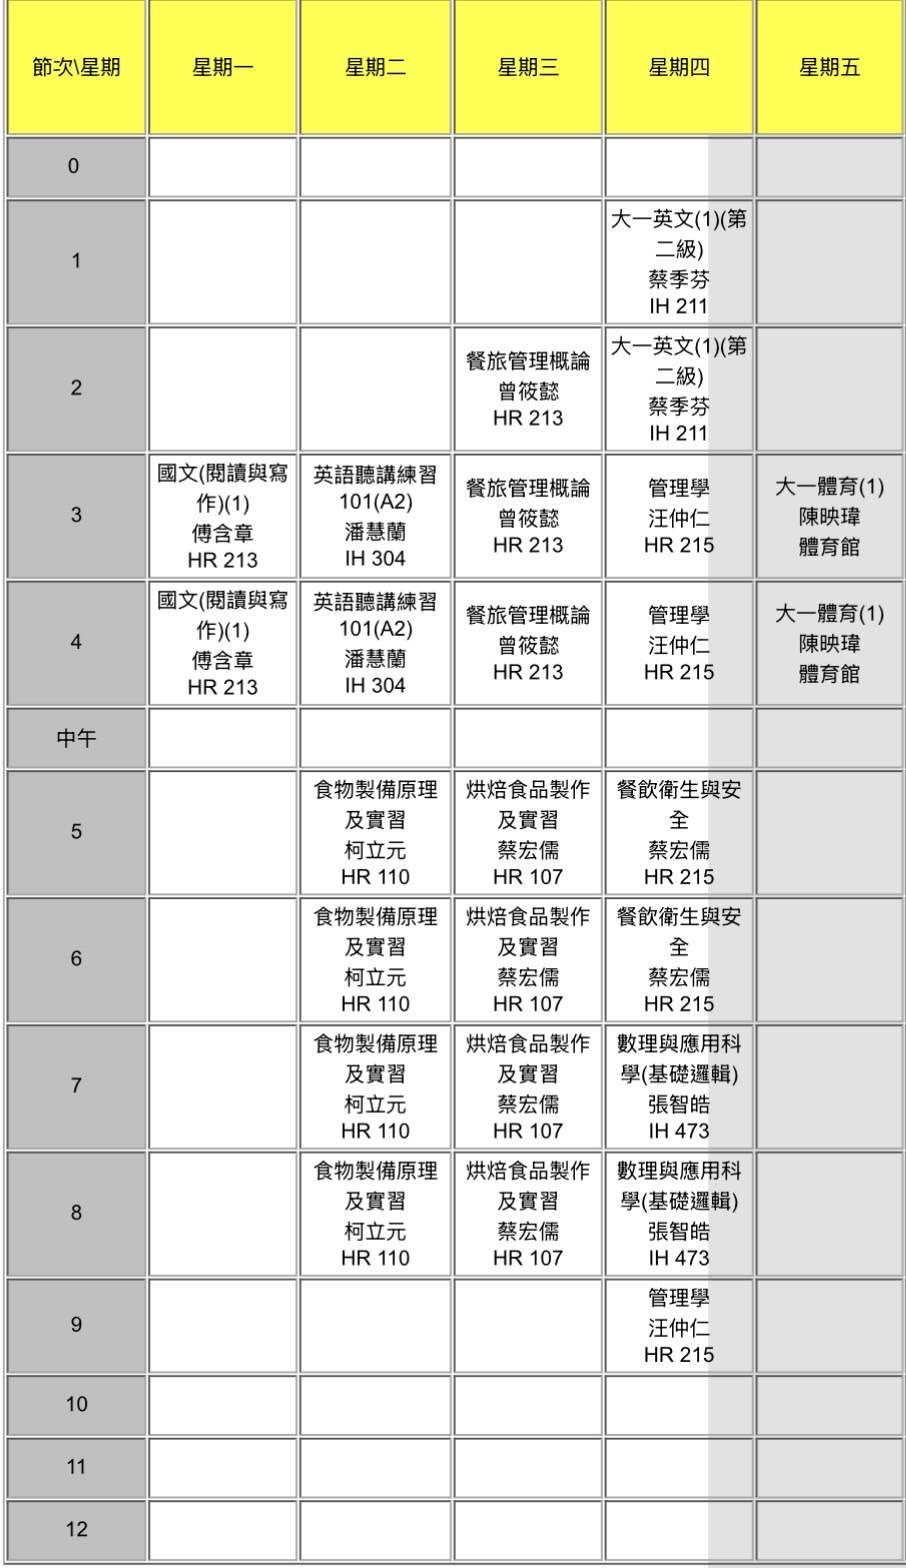 節次\星期 星期一 星期二 星期三 星期四 星期五
0
1
大一英文(1)(第
二級)
蔡季芬
IH 211
2
餐旅管理概論
曾筱懿
HR 213
大一英文(1)(第
二級)
蔡季芬
IH 211
3
國文(閱讀與寫
作)(1)
傅含章
HR 213
英語聽講練習
101(A2)
潘慧蘭
IH 304
餐旅管理概論
曾筱懿
HR 213
管理學
汪仲仁
HR 215
大一體育(1)
陳映瑋
體育館
4
國文(閱讀與寫
作)(1)
傅含章
HR 213
英語聽講練習
101(A2)
潘慧蘭
IH 304
餐旅管理概論
曾筱懿
HR 213
管理學
汪仲仁
HR 215
大一體育(1)
陳映瑋
體育館
中午
5
食物製備原理
及實習
柯立元
HR 110
烘焙食品製作
及實習
蔡宏儒
HR 107
餐飲衛生與安
全
蔡宏儒
HR 215
6
食物製備原理
及實習
柯立元
HR 110
烘焙食品製作
及實習
蔡宏儒
HR 107
餐飲衛生與安
全
蔡宏儒
HR 215
7
食物製備原理
及實習
柯立元
HR 110
烘焙食品製作
及實習
蔡宏儒
HR 107
數理與應用科
學(基礎邏輯)
張智皓
IH 473
8
食物製備原理
及實習
柯立元
HR 110
烘焙食品製作
及實習
蔡宏儒
HR 107
數理與應用科
學(基礎邏輯)
張智皓
IH 473
9
管理學
汪仲仁
HR 215
10
11
12